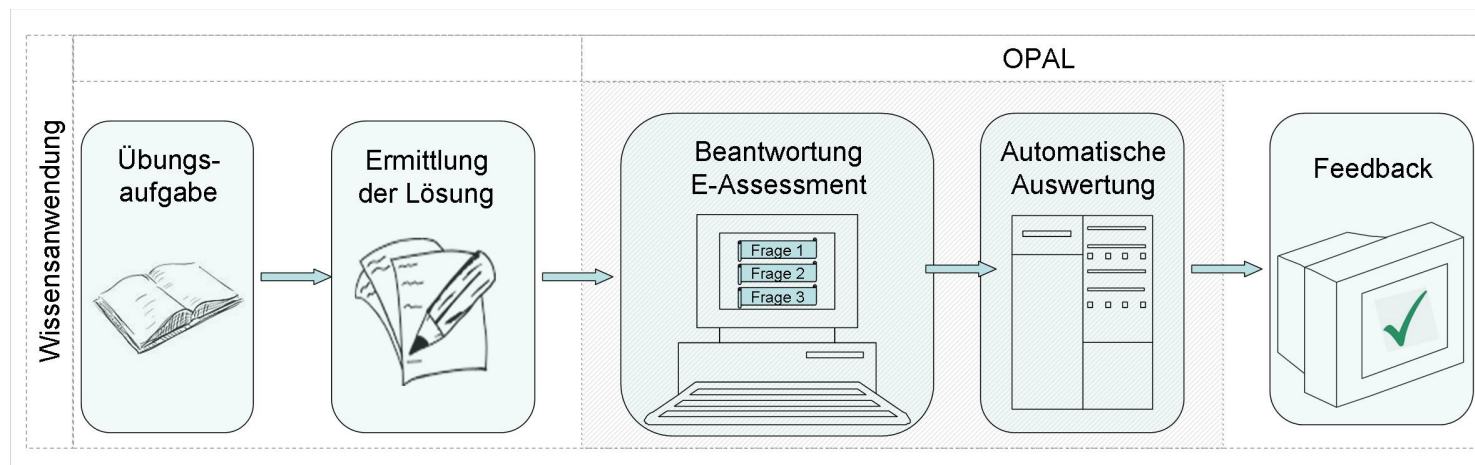 OPAL
Wissensanwendung
Übungs-
aufgabe
Ermittlung
der Lösung
Beantwortung
E-Assessment
Frage 1
Frage 2
Frage 3
Automatische
Auswertung
Feedback